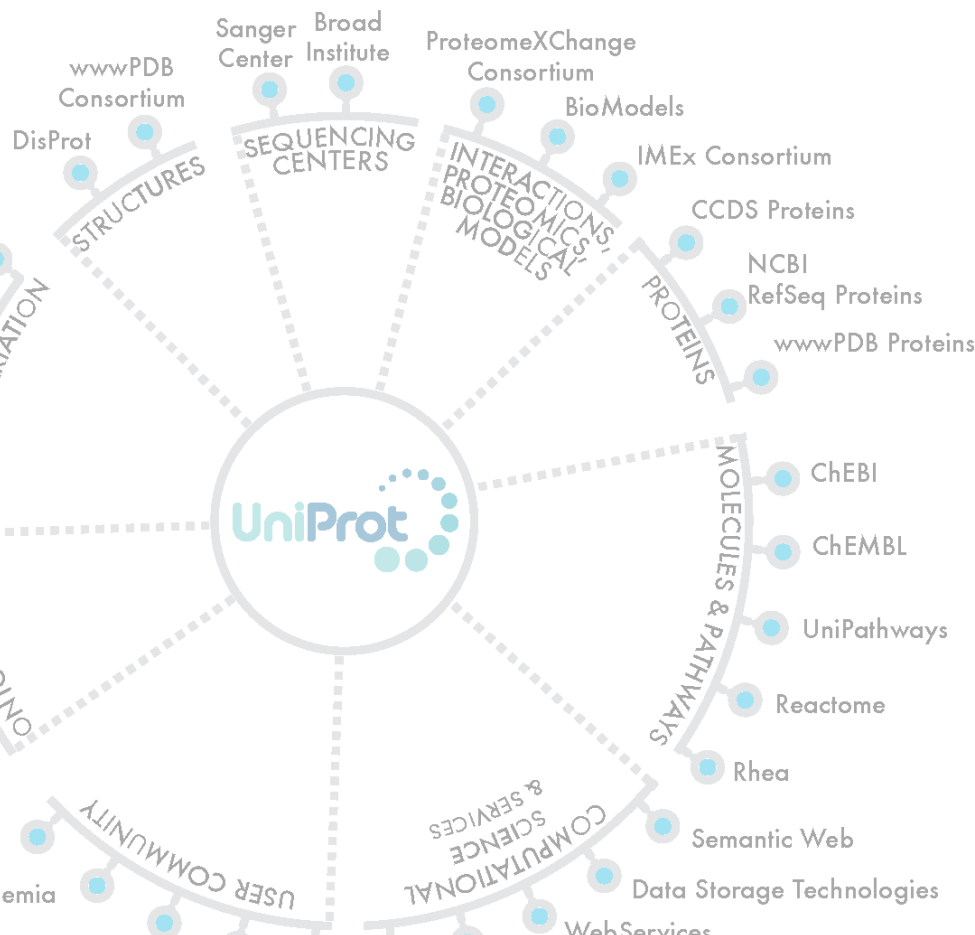 Sanger
Center
Broad
Institute
ProteomeXChange
Consortium
wwwPDB
Consortium
BioModels
DisProt
IMEx Consortium
SEQUENCING
CENTERS
STRUCTURES
INTERACTIONS,
PROTEOMICS,
BIOLOGICAL
MODELS
CCDS Proteins
NCBI
RefSeq Proteins
PROTEINS
wwwPDB Proteins
MOLECULES & PATHWAYS
ChEBI
UniProt
ChEMBL
UniPathways
Reactome
Rhea
COMPUTATIONAL
SCIENCE
& SERVICES
USER COMMUNITY
Semantic Web
Data Storage Technologies
WebServices